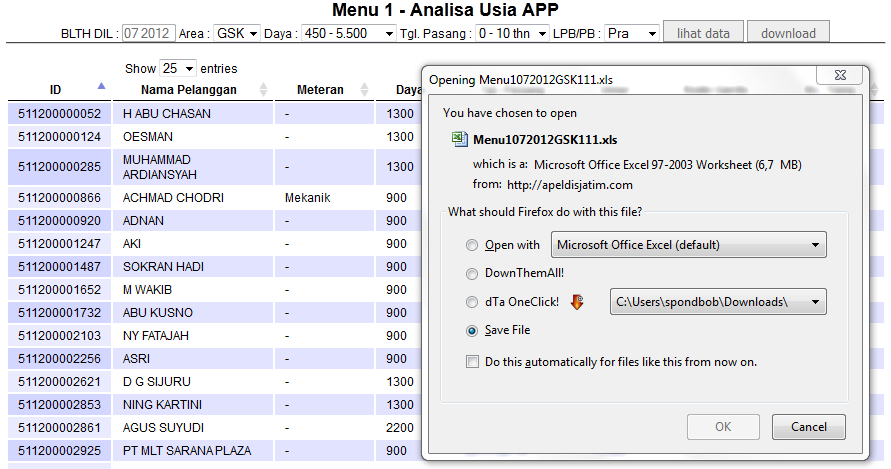 Menu 1 - Analisa Usia APP
BLTH DIL : 07 2012 Area : GSK Daya : 450 - 5.500 Tgl. Pasang : 0 - 10 thn LPB/PB : Pra lihat data download
Show 25 entries
ID Nama Pelanggan Meteran Daya
511200000052 H ABU CHASAN - 1300
511200000124 OESMAN - 1300
511200000285 MUHAMMAD ARDIANSYAH - 1300
511200000866 ACHMAD CHODRI Mekanik 900
511200000920 ADNAN - 900
511200001247 AKI - 900
511200001487 SOKRAN HADI - 900
511200001652 M WAKIB - 900
511200001732 ABU KUSNO - 900
511200002103 NY FATAJAH - 900
511200002256 ASRI - 900
511200002621 D G SIJURU - 1300
511200002853 NING KARTINI - 1300
511200002861 AGUS SUYUDI - 2200
511200002925 PT MLT SARANA PLAZA - 900
Opening Menu1072012GSK111.xls
You have chosen to open
Menu1072012GSK111.xls
which is a: Microsoft Office Excel 97-2003 Worksheet (6,7 MB)
from: http://apeldisjatim.com
What should Firefox do with this file?
Open with Microsoft Office Excel (default)
DownThemAll!
dTa OneClick! C:\Users\spondbob\Downloads\
Save File
Do this automatically for files like this from now on.
OK Cancel